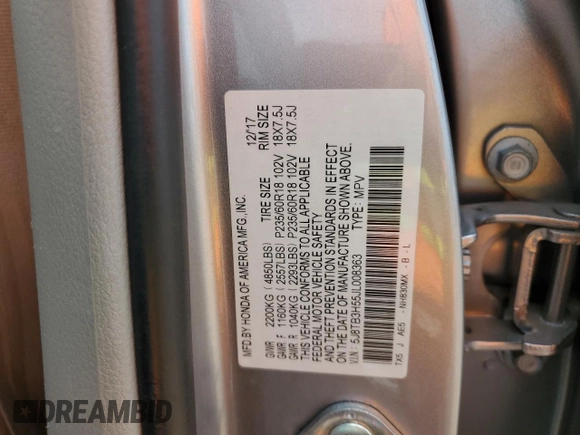 MFD.BY HONDA OF AMERICA MFG.,INC. 12/17
TIRE SIZE RIM SIZE
GVWR 2200KG ( 4850LBS)
GAWR F 1160KG ( 2557LBS) P235/60R18 102V 18X7.5J
GAWR R 1040KG ( 2293LBS) P235/60R18 102V 18X7.5J
THIS VEHICLE CONFORMS TO ALL APPLICABLE
FEDERAL MOTOR VEHICLE SAFETY
AND THEFT PREVENTION STANDARDS IN EFFECT
ON THE DATE OF MANUFACTURE SHOWN ABOVE.
V.I.N: 5J8TB3H55JL008363 TYPE: MPV
TX5 J AE5 -NH830MX - B - L
DREAMBID